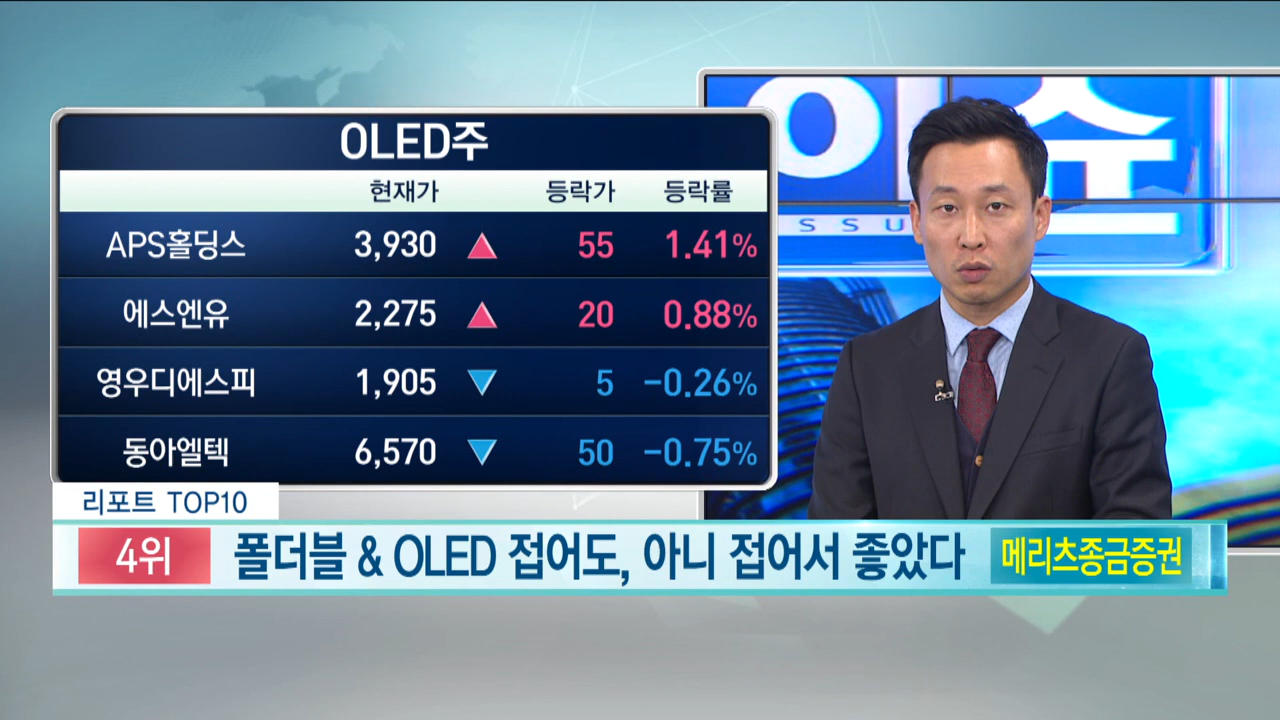 이슈
ISSU
OLED주
현재가 등락가 등락률
APS홀딩스 3,930 ▲ 55 1.41%
에스엔유 2,275 ▲ 20 0.88%
영우디에스피 1,905 ▼ 5 -0.26%
동아엘텍 6,570 ▼ 50 -0.75%
리포트 TOP10
4위 폴더블 & OLED 접어도, 아니 접어서 좋았다 메리츠종금증권